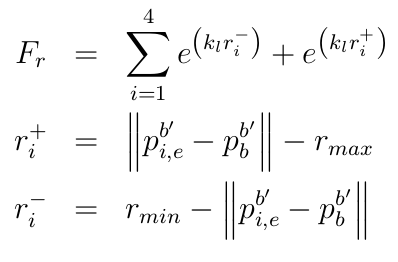 F_r = \sum_{i=1}^{4} e^{(k_l r_i^-)} + e^{(k_l r_i^+)}
r_i^+ = \left\| p_{i,e}^{b'} - p_b^{b'} \right\| - r_{max}
r_i^- = r_{min} - \left\| p_{i,e}^{b'} - p_b^{b'} \right\|